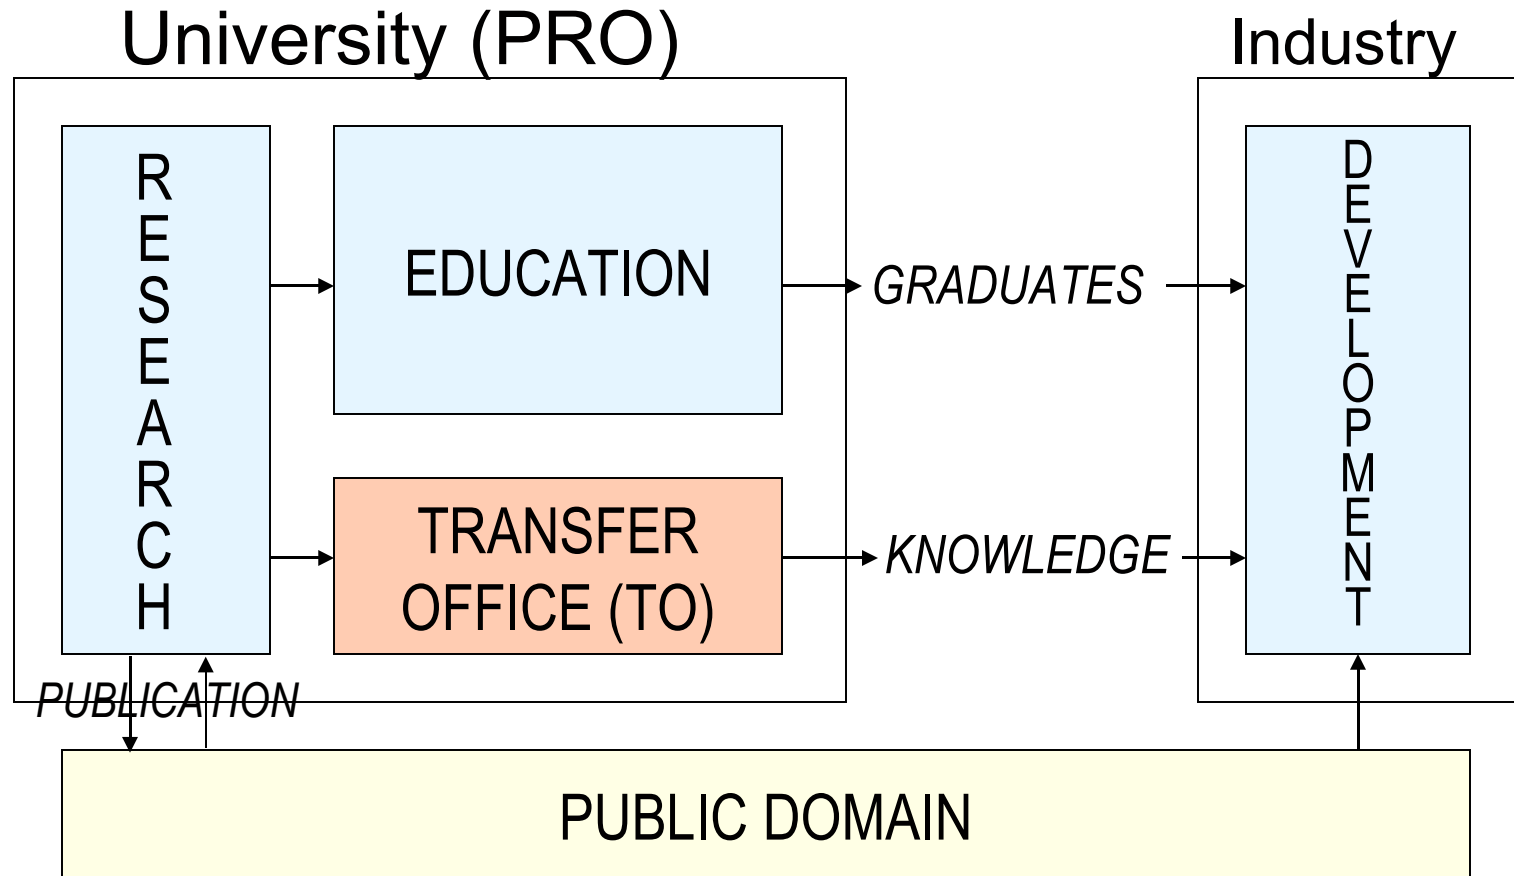 University (PRO)
Industry
RESEARCH
EDUCATION
GRADUATES
DEVELOPMENT
TRANSFER
OFFICE (TO)
KNOWLEDGE
PUBLICATION
PUBLIC DOMAIN